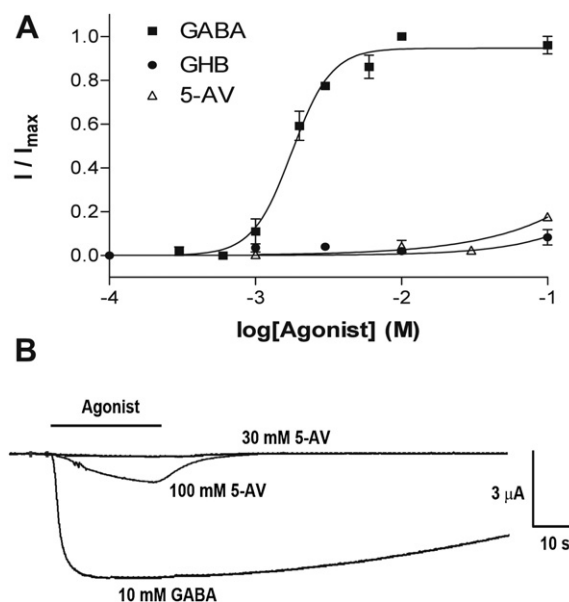 A
GABA
GHB
5-AV
1.0
0.8
0.6
0.4
0.2
0.0
I / Imax
-4
-3
-2
-1
log[Agonist] (M)
B
Agonist
30 mM 5-AV
100 mM 5-AV
3 μA
10 s
10 mM GABA